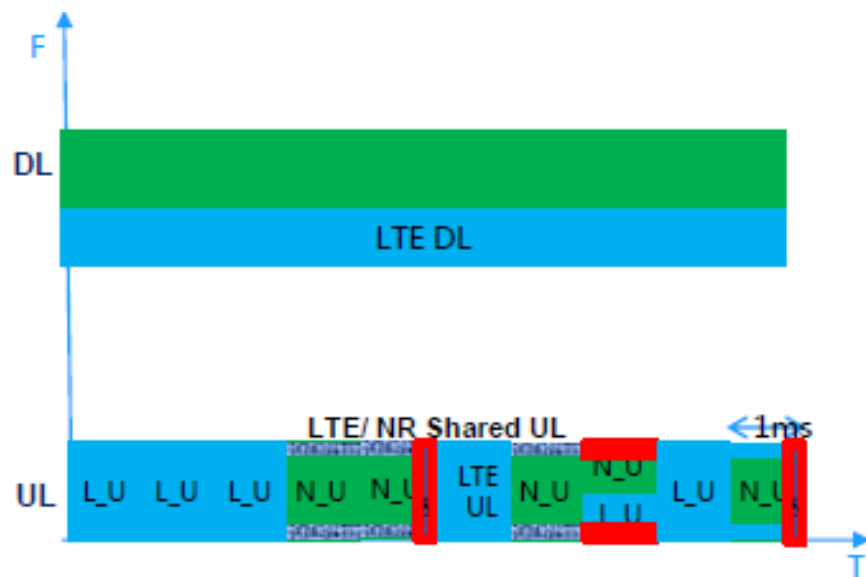 F
DL
LTE DL
LTE/ NR Shared UL
1ms
UL
L_U
L_U
L_U
N_U
N_U
LTE
UL
N_U
N_U
L_U
L_U
N_U
T